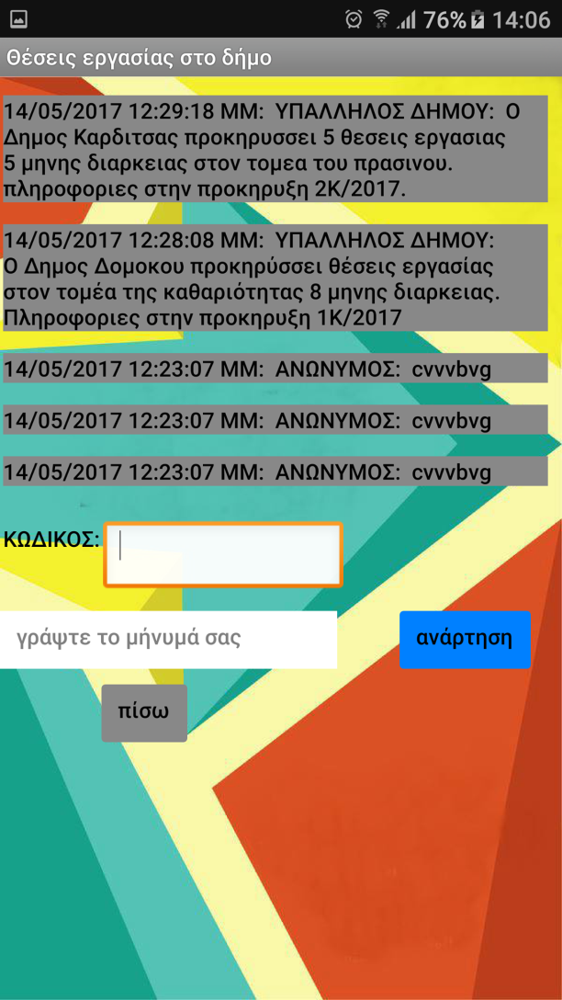 76% 14:06
Θέσεις εργασίας στο δήμο
14/05/2017 12:29:18 ΜΜ: ΥΠΑΛΛΗΛΟΣ ΔΗΜΟΥ: Ο
Δημος Καρδιτσας προκηρυσσει 5 θεσεις εργασιας
5 μηνης διαρκειας στον τομεα του πρασινου.
πληροφοριες στην προκηρυξη 2Κ/2017.
14/05/2017 12:28:08 ΜΜ: ΥΠΑΛΛΗΛΟΣ ΔΗΜΟΥ:
Ο Δημος Δομοκου προκηρύσσει θέσεις εργασίας
στον τομέα της καθαριότητας 8 μηνης διαρκειας.
Πληροφοριες στην προκηρυξη 1Κ/2017
14/05/2017 12:23:07 ΜΜ: ΑΝΩΝΥΜΟΣ: cvvvbvg
14/05/2017 12:23:07 ΜΜ: ΑΝΩΝΥΜΟΣ: cvvvbvg
14/05/2017 12:23:07 ΜΜ: ΑΝΩΝΥΜΟΣ: cvvvbvg
ΚΩΔΙΚΟΣ:
γράψτε το μήνυμά σας ανάρτηση
πίσω